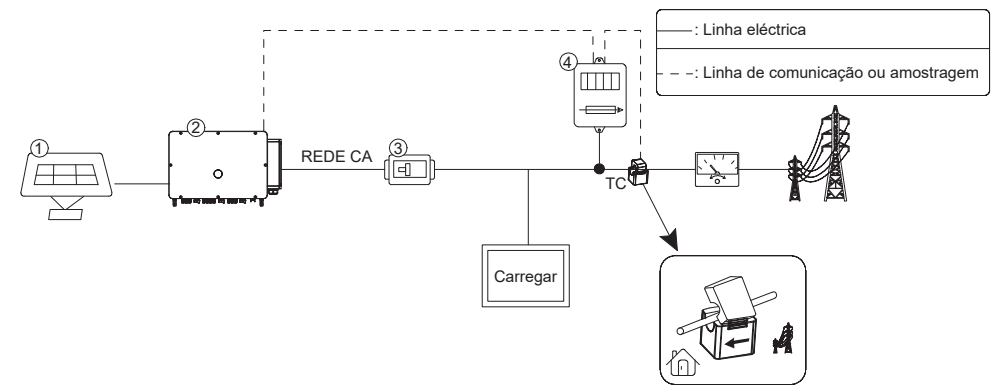 : Linha eléctrica
: Linha de comunicação ou amostragem
4
2
3
1
REDE CA
TC
Carregar